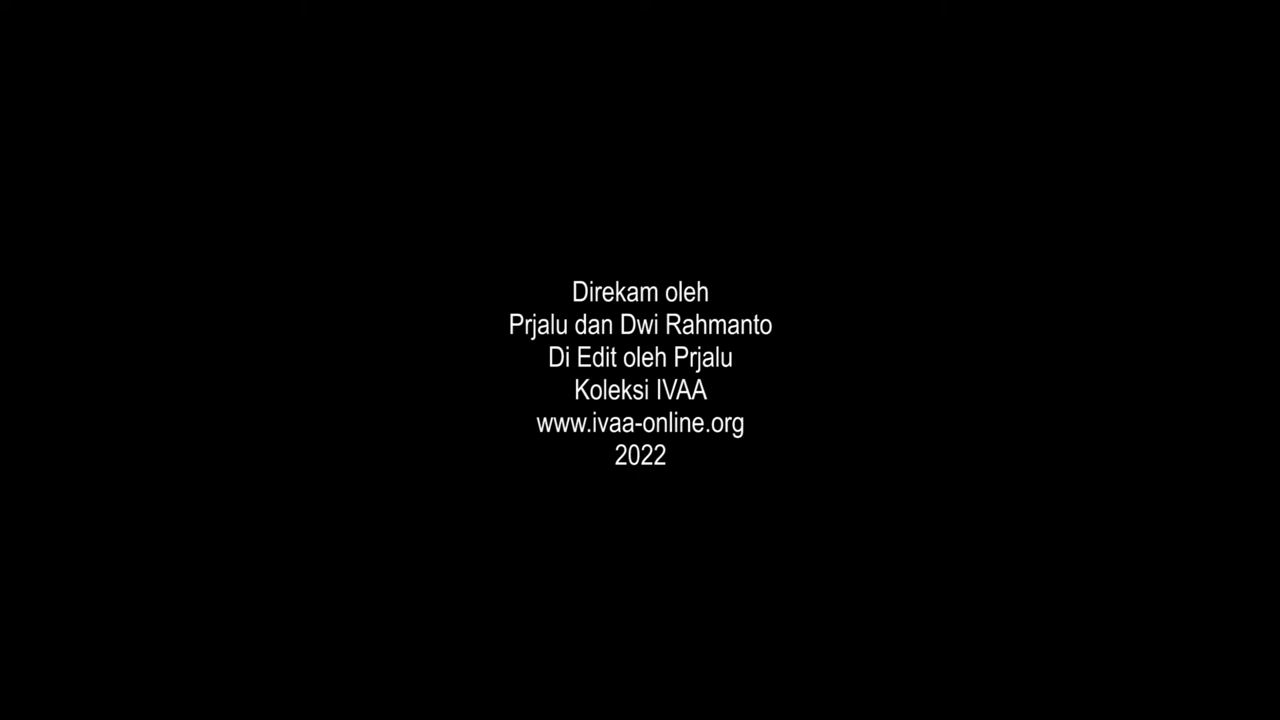 Direkam oleh
Prjalu dan Dwi Rahmanto
Di Edit oleh Prjalu
Koleksi IVAA
www.ivaa-online.org
2022